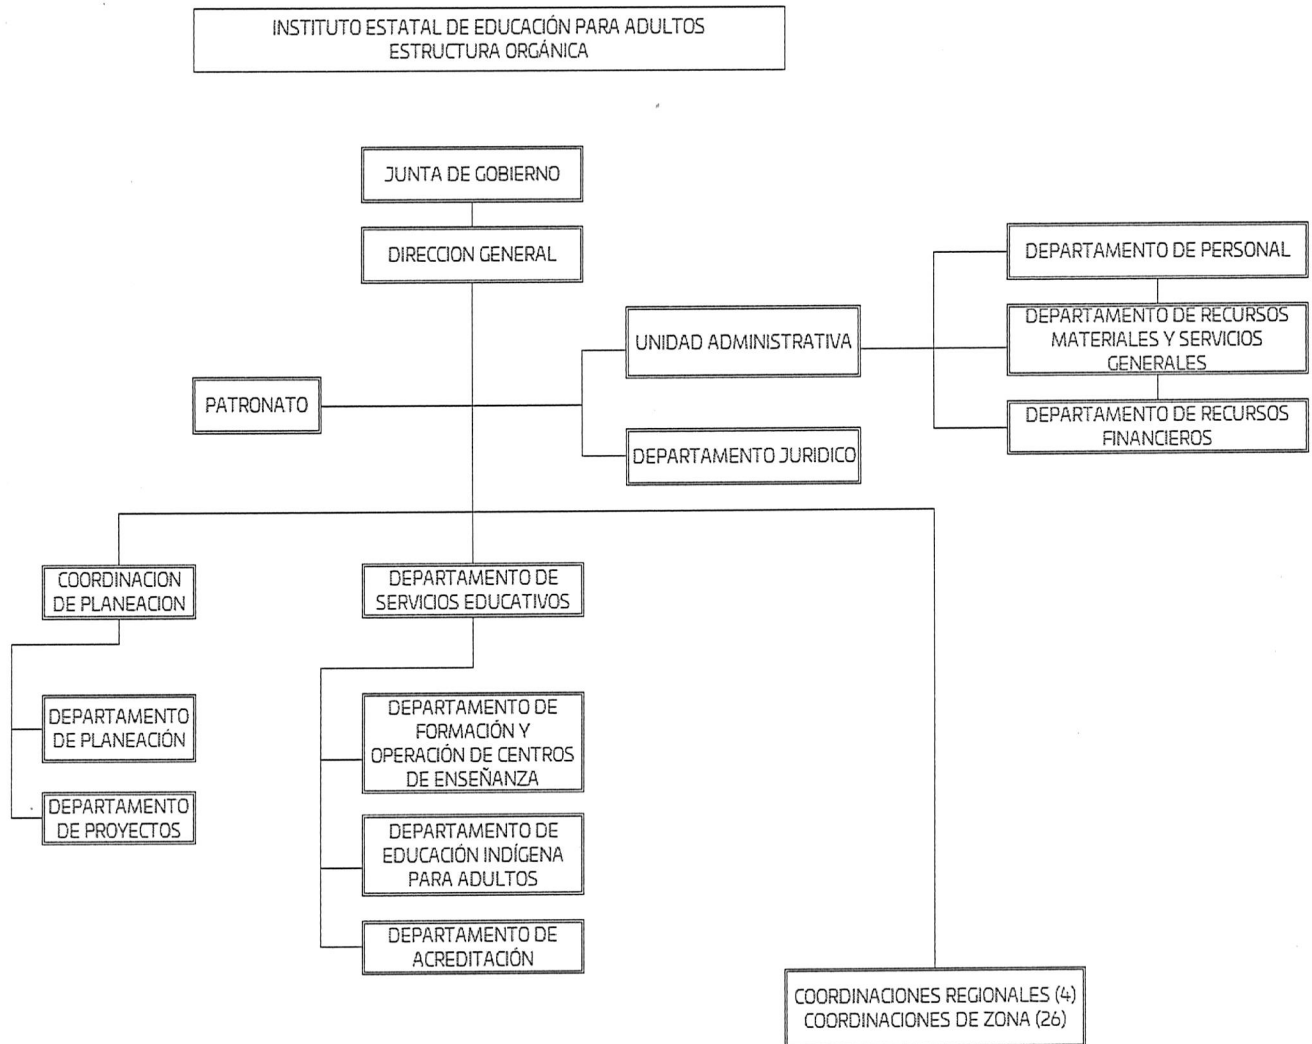 INSTITUTO ESTATAL DE EDUCACIÓN PARA ADULTOS
ESTRUCTURA ORGÁNICA
JUNTA DE GOBIERNO
DIRECCION GENERAL
DEPARTAMENTO DE PERSONAL
UNIDAD ADMINISTRATIVA
DEPARTAMENTO DE RECURSOS
MATERIALES Y SERVICIOS
GENERALES
PATRONATO
DEPARTAMENTO DE RECURSOS
FINANCIEROS
DEPARTAMENTO JURIDICO
COORDINACION
DE PLANEACION
DEPARTAMENTO DE
SERVICIOS EDUCATIVOS
DEPARTAMENTO
DE PLANEACIÓN
DEPARTAMENTO
DE PROYECTOS
DEPARTAMENTO DE
FORMACIÓN Y
OPERACIÓN DE CENTROS
DE ENSEÑANZA
DEPARTAMENTO DE
EDUCACIÓN INDÍGENA
PARA ADULTOS
DEPARTAMENTO DE
ACREDITACIÓN
COORDINACIONES REGIONALES (4)
COORDINACIONES DE ZONA (26)